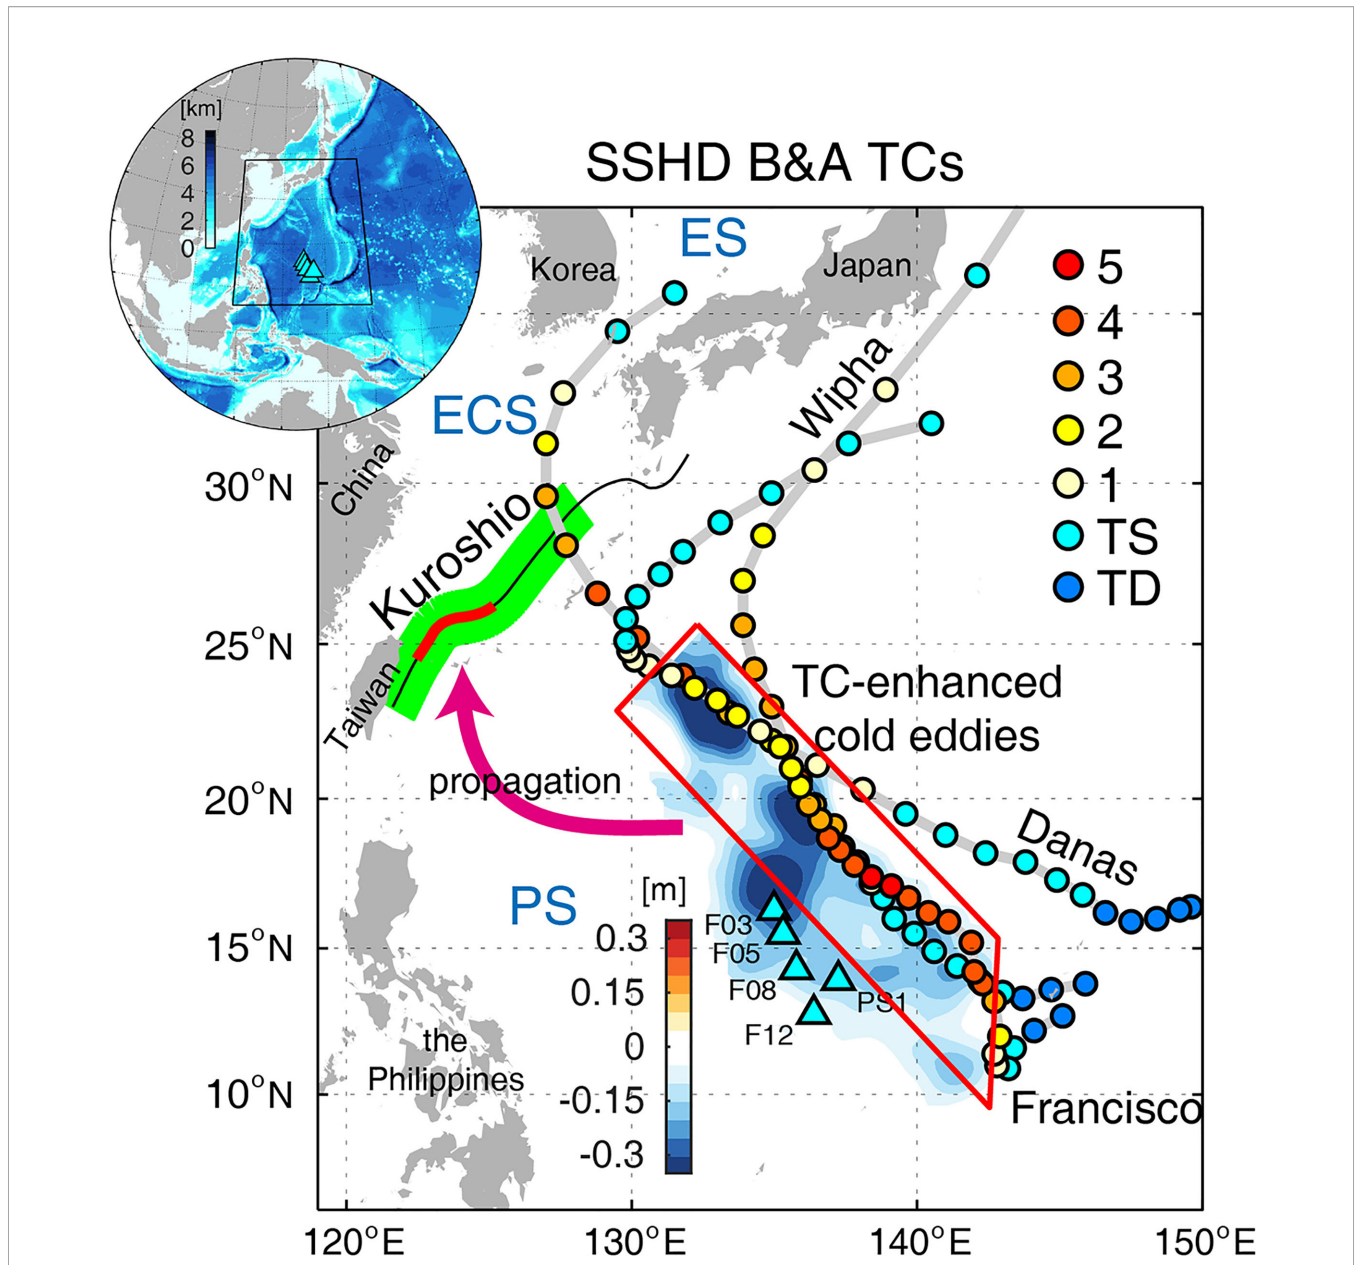 [km]
8
6
4
2
0
SSHD B&A TCs
ES
Korea
Japan
5
4
3
2
1
TS
TD
Wipha
ECS
China
Kuroshio
Taiwan
TC-enhanced
cold eddies
propagation
Danas
PS
[m]
0.3
0.15
0
-0.15
-0.3
F03
F05
F08
PS1
F12
the
Philippines
Francisco
30°N
25°N
20°N
15°N
10°N
120°E
130°E
140°E
150°E